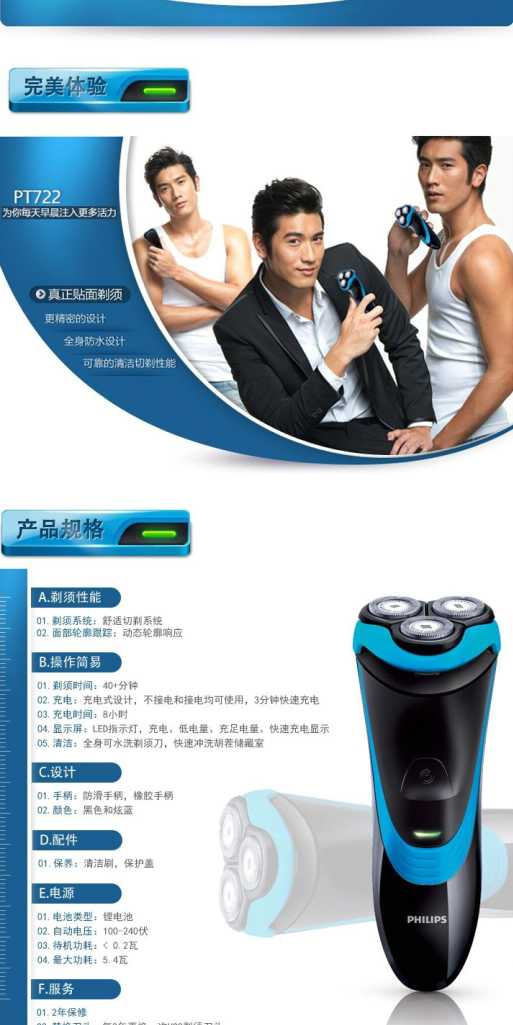 完美体验
PT722
为你每天早晨注入更多活力
真正贴面剃须
更精密的设计
全身防水设计
可靠的清洁切剃性能
产品规格
A.剃须性能
01. 剃须系统：舒适切剃系统
02. 面部轮廓跟踪：动态轮廓响应
B.操作简易
01. 剃须时间：40+分钟
02. 充电：充电式设计，不接电和接电均可使用，3分钟快速充电
03. 充电时间：8小时
04. 显示屏：LED指示灯，充电、低电量、充足电量、快速充电显示
05. 清洁：全身可水洗剃须刀，快速冲洗胡茬储藏室
C.设计
01. 手柄：防滑手柄，橡胶手柄
02. 颜色：黑色和炫蓝
D.配件
01. 保养：清洁刷，保护盖
E.电源
01. 电池类型：锂电池
02. 自动电压：100-240伏
03. 待机功耗：< 0.2瓦
04. 最大功耗：5.4瓦
PHILIPS
F.服务
01. 2年保修